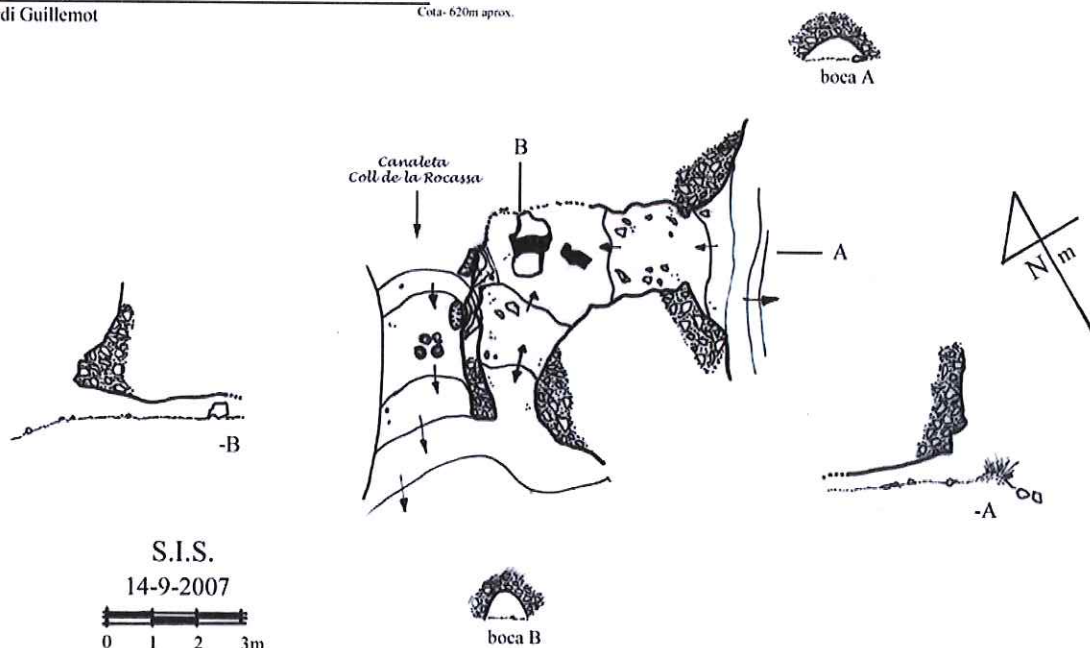 di Guillemot
Cota- 620m aprox.
boca A
B
Canaleta
Coll de la Rocassa
A
N m
-B
-A
S.I.S.
14-9-2007
0 1 2 3m
boca B